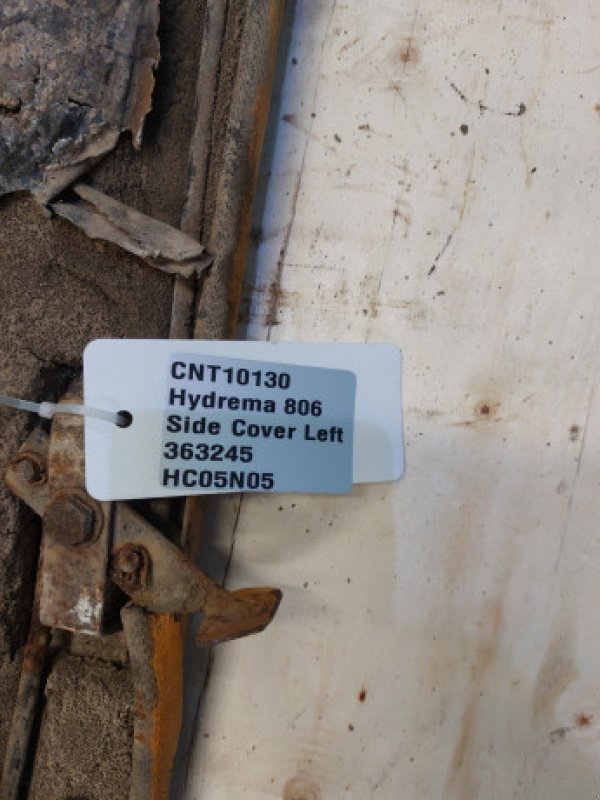 CNT10130
Hydrema 806
Side Cover Left
363245
HC05N05